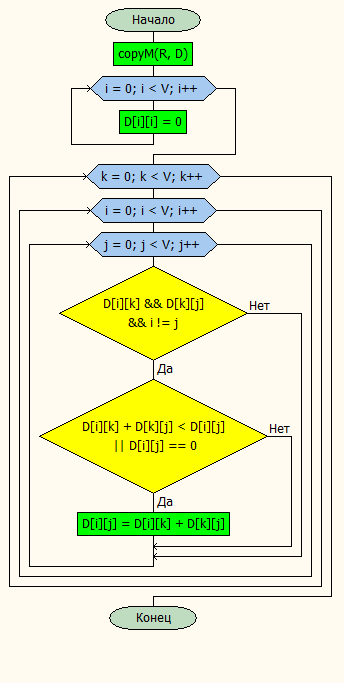 Начало
copyM(R, D)
i = 0; i < V; i++
D[i][i] = 0
k = 0; k < V; k++
i = 0; i < V; i++
j = 0; j < V; j++
D[i][k] && D[k][j]
&& i != j
Нет
Да
D[i][k] + D[k][j] < D[i][j]
|| D[i][j] == 0
Нет
Да
D[i][j] = D[i][k] + D[k][j]
Конец